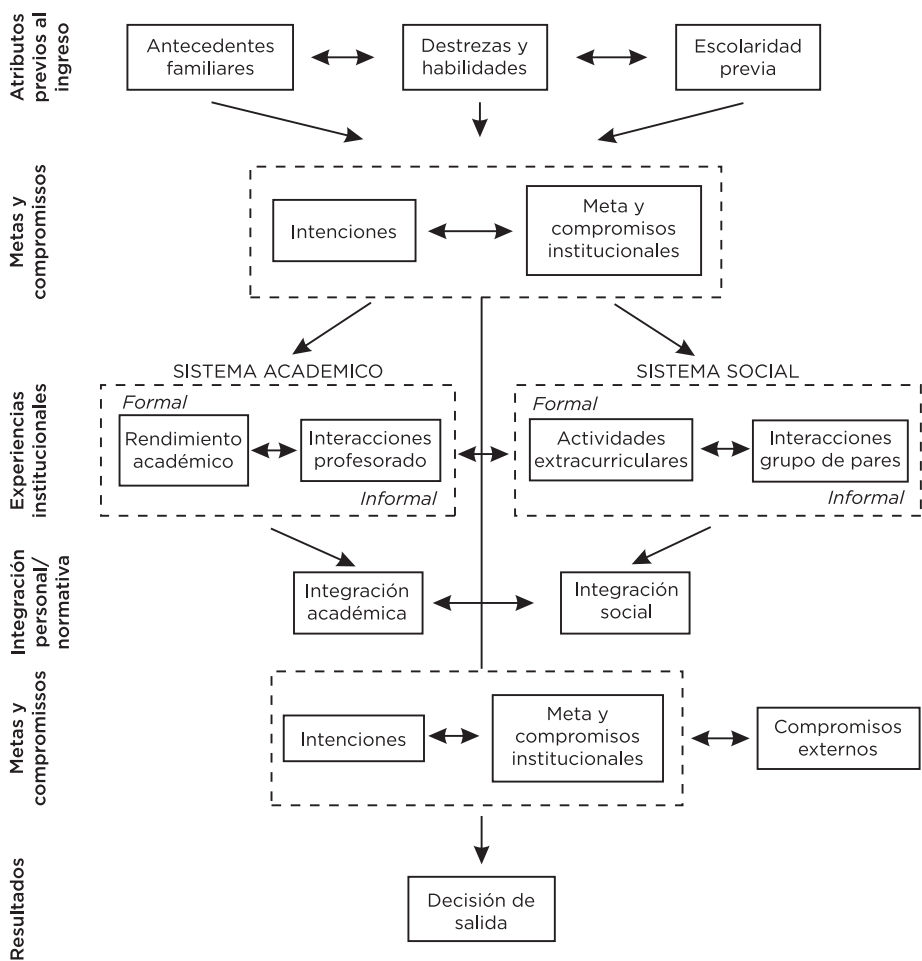 Atributos
previos al
ingreso
Antecedentes
familiares
Destrezas y
habilidades
Escolaridad
previa
Metas y
compromissos
Intenciones
Meta y
compromisos
institucionales
Experiencias
institucionales
SISTEMA ACADEMICO
Formal
Rendimiento
académico
Interacciones
profesorado
Informal
SISTEMA SOCIAL
Formal
Actividades
extracurriculares
Interacciones
grupo de pares
Informal
Integración
personal/
normativa
Integración
académica
Integración
social
Metas y
compromissos
Intenciones
Meta y
compromisos
institucionales
Compromisos
externos
Resultados
Decisión de
salida